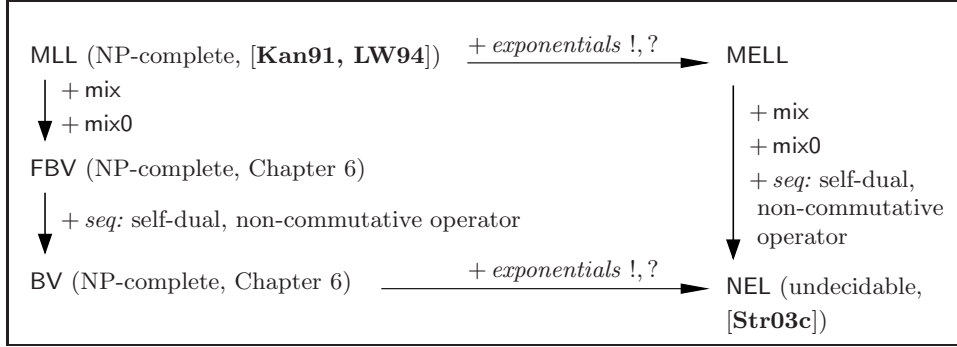 MLL (NP-complete, [Kan91, LW94]) + exponentials !, ? MELL
+ mix
+ mix0
FBV (NP-complete, Chapter 6)
+ seq: self-dual, non-commutative operator
+ mix
+ mix0
+ seq: self-dual,
non-commutative
operator
BV (NP-complete, Chapter 6) + exponentials !, ? NEL (undecidable,
[Str03c])